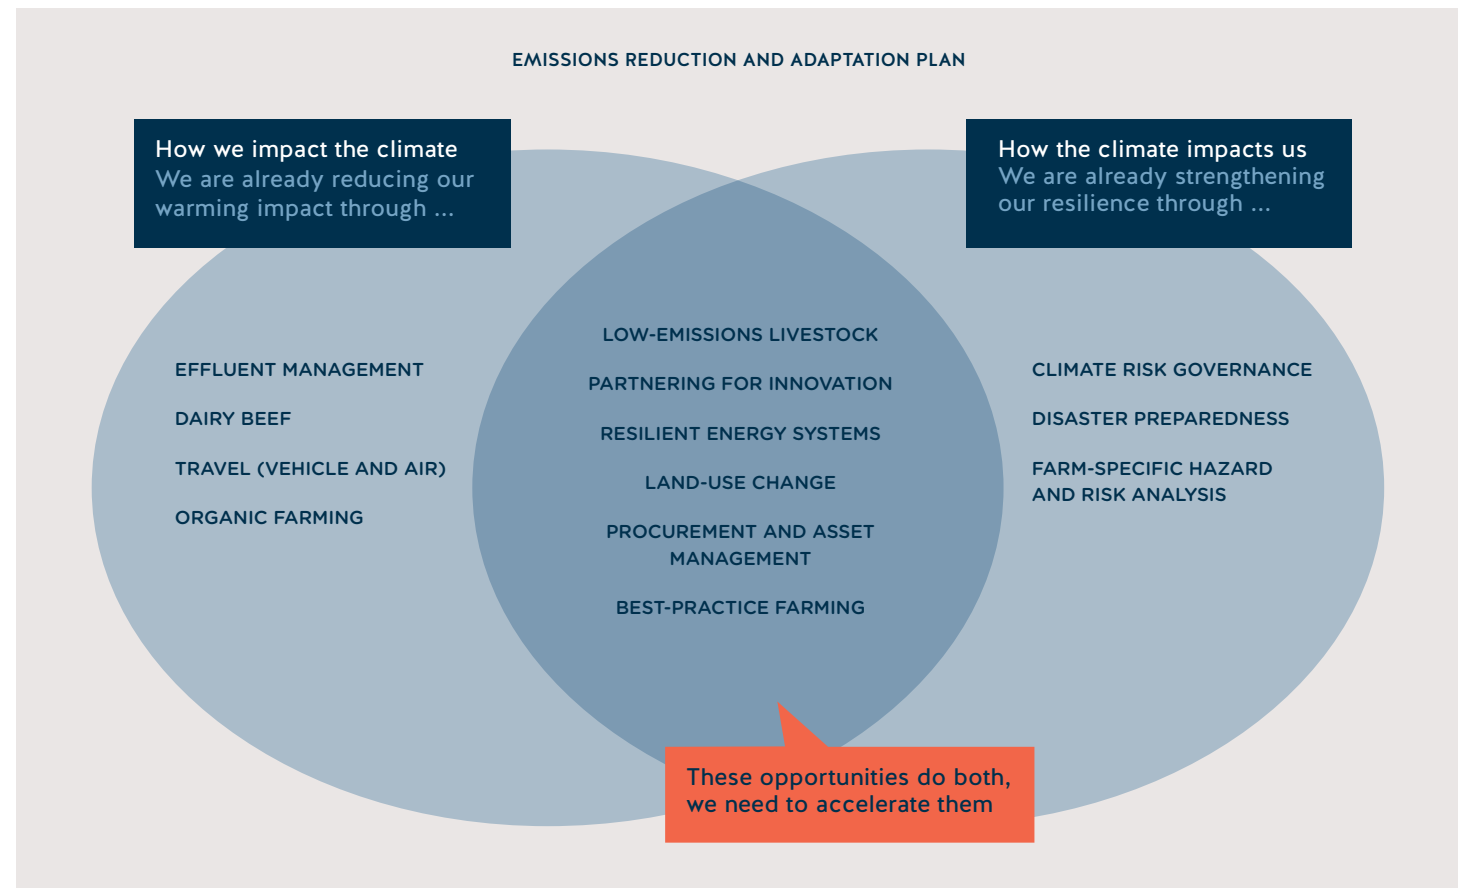 EMISSIONS REDUCTION AND ADAPTATION PLAN
How we impact the climate
We are already reducing our
warming impact through ...
How the climate impacts us
We are already strengthening
our resilience through ...
EFFLUENT MANAGEMENT
DAIRY BEEF
TRAVEL (VEHICLE AND AIR)
ORGANIC FARMING
LOW-EMISSIONS LIVESTOCK
PARTNERING FOR INNOVATION
RESILIENT ENERGY SYSTEMS
LAND-USE CHANGE
PROCUREMENT AND ASSET
MANAGEMENT
BEST-PRACTICE FARMING
CLIMATE RISK GOVERNANCE
DISASTER PREPAREDNESS
FARM-SPECIFIC HAZARD
AND RISK ANALYSIS
These opportunities do both,
we need to accelerate them